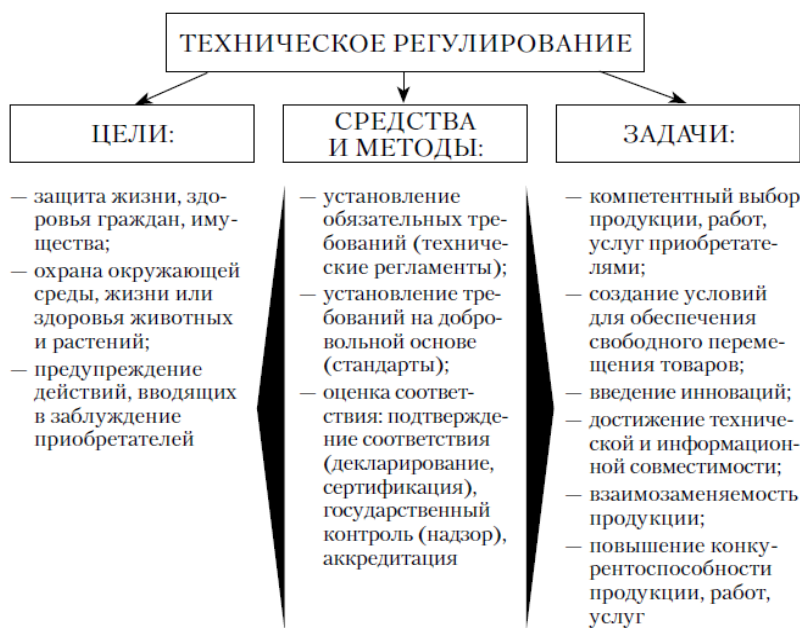 ТЕХНИЧЕСКОЕ РЕГУЛИРОВАНИЕ
ЦЕЛИ:
— защита жизни, здо-
ровья граждан, иму-
щества;
— охрана окружающей
среды, жизни или
здоровья животных
и растений;
— предупреждение
действий, вводящих
в заблуждение
приобретателей
СРЕДСТВА
И МЕТОДЫ:
— установление
обязательных тре-
бований (техниче-
ские регламенты);
— установление тре-
бований на добро-
вольной основе
(стандарты);
— оценка соответ-
ствия: подтвержде-
ние соответствия
(декларирование,
сертификация),
государственный
контроль (надзор),
аккредитация
ЗАДАЧИ:
— компетентный выбор
продукции, работ,
услуг приобретате-
лями;
— создание условий
для обеспечения
свободного переме-
щения товаров;
— введение инноваций;
— достижение техниче-
ской и информацион-
ной совместимости;
— взаимозаменяемость
продукции;
— повышение конку-
рентоспособности
продукции, работ,
услуг